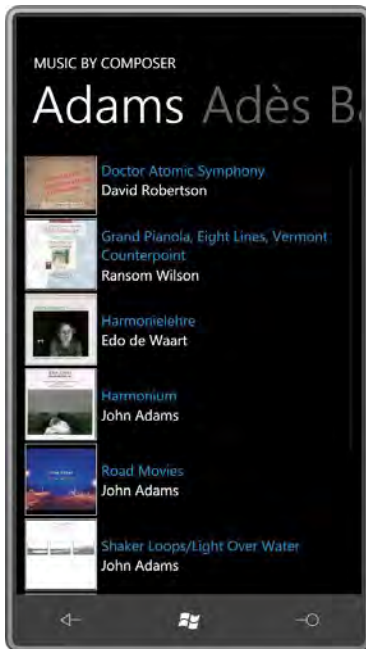 MUSIC BY COMPOSER
Adams Adès Ba
Doctor Atomic Symphony
David Robertson
Grand Pianola, Eight Lines, Vermont
Counterpoint
Ransom Wilson
Harmonielehre
Edo de Waart
Harmonium
John Adams
Road Movies
John Adams
Shaker Loops/Light Over Water
John Adams